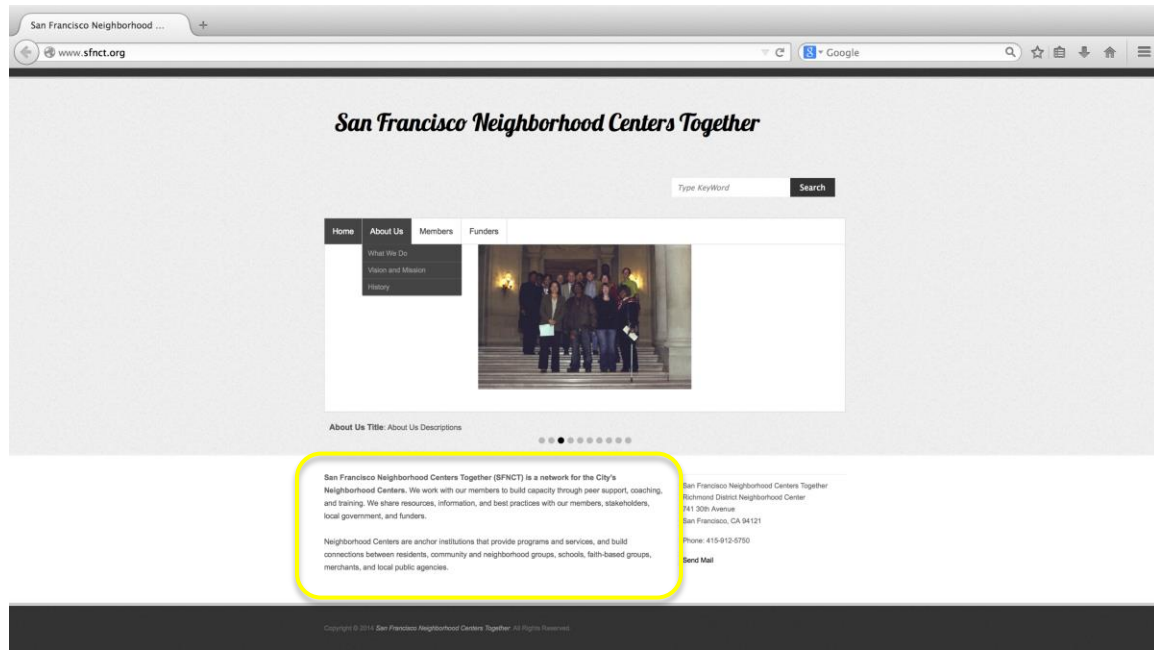 San Francisco Neighborhood ...
www.sfnct.org
Google
San Francisco Neighborhood Centers Together
Type KeyWord
Search
Home
About Us
Members
Funders
What We Do
Vision and Mission
History
About Us Title: About Us Descriptions
San Francisco Neighborhood Centers Together (SFNCT) is a network for the City's
Neighborhood Centers. We work with our members to build capacity through peer support, coaching,
and training. We share resources, information, and best practices with our members, stakeholders,
local government, and funders.
Neighborhood Centers are anchor institutions that provide programs and services, and build
connections between residents, community and neighborhood groups, schools, faith-based groups,
merchants, and local public agencies.
San Francisco Neighborhood Centers Together
Richmond District Neighborhood Center
741 30th Avenue
San Francisco, CA 94121
Phone: 415-912-5750
Send Mail
Copyright © 2014 San Francisco Neighborhood Centers Together. All Rights Reserved.